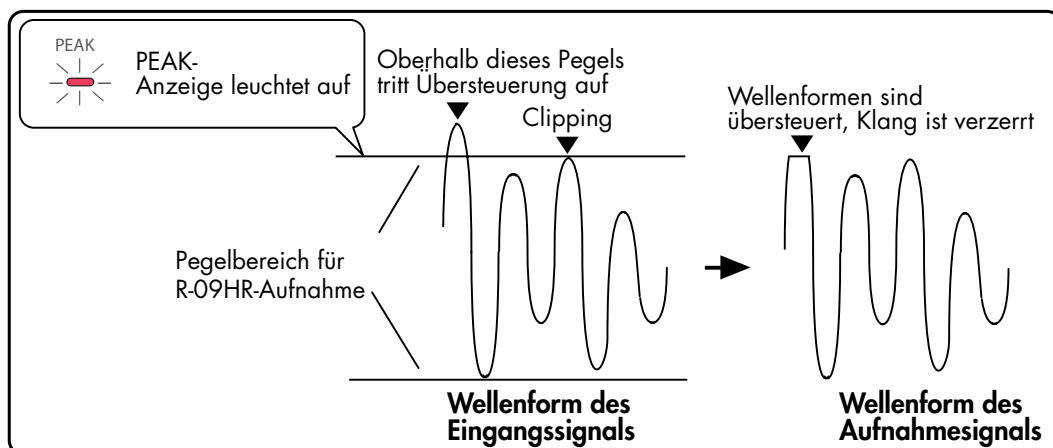 PEAK
PEAK-
Anzeige leuchtet auf
Oberhalb dieses Pegels
tritt Übersteuerung auf
Clipping
Wellenformen sind
übersteuert, Klang ist verzerrt
Pegelbereich für
R-09HR-Aufnahme
Wellenform des
Eingangssignals
Wellenform des
Aufnahmesignals